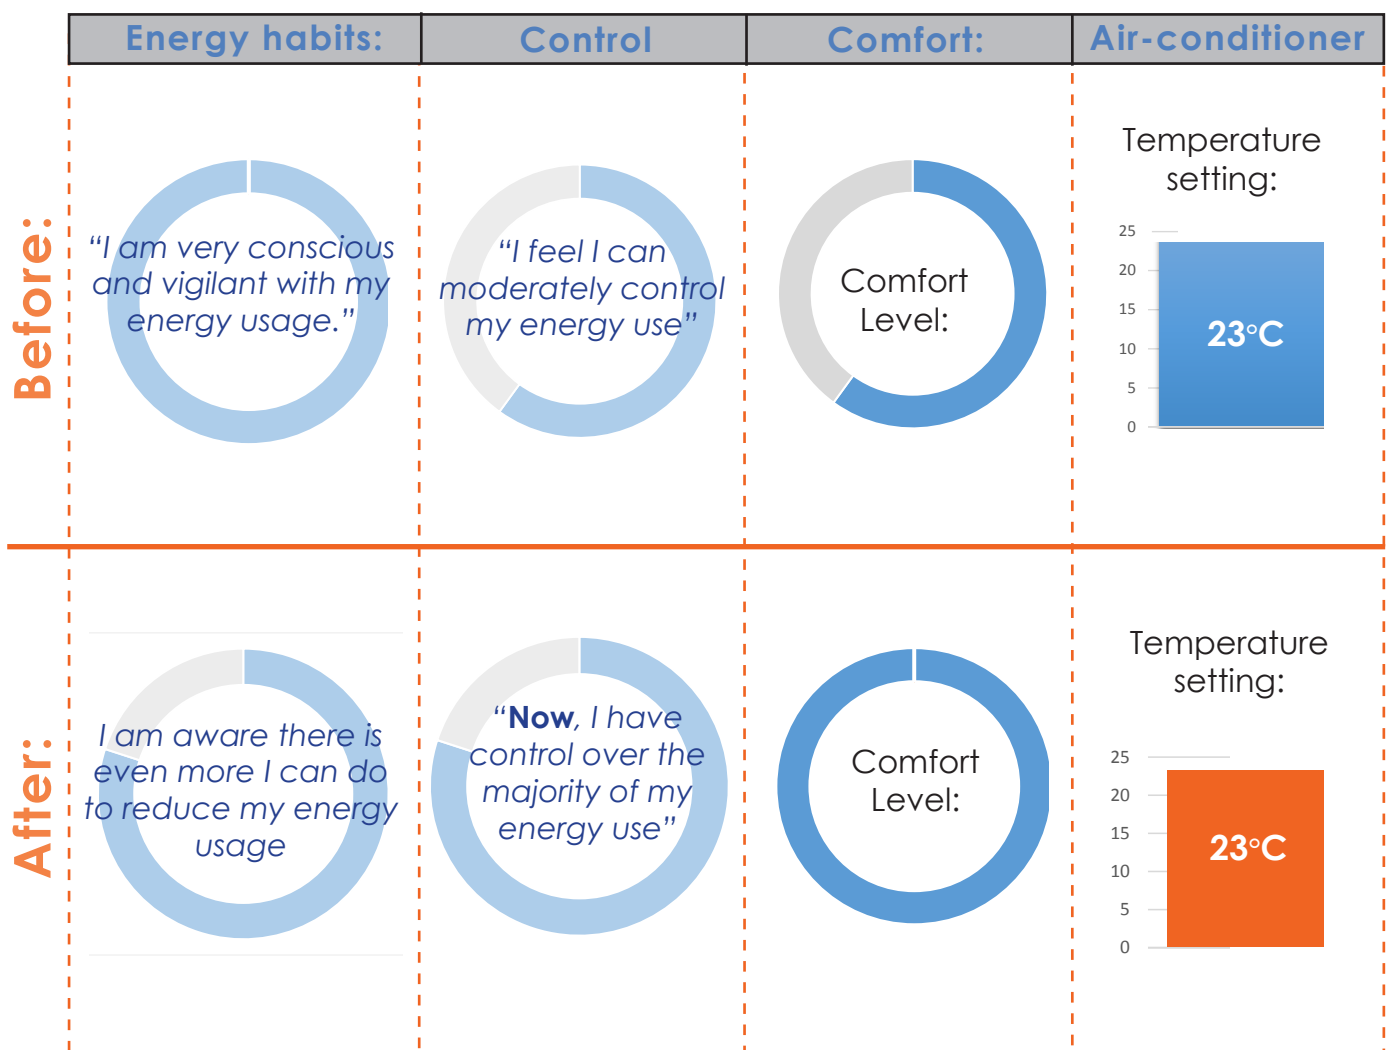 Energy habits:
Control
Comfort:
Air-conditioner
Before:
“I am very conscious
and vigilant with my
energy usage.”
“I feel I can
moderately control
my energy use”
Comfort
Level:
Temperature
setting:
25
20
15
10
5
0
23°C
After:
I am aware there is
even more I can do
to reduce my energy
usage
“Now, I have
control over the
majority of my
energy use”
Comfort
Level:
Temperature
setting:
25
20
15
10
5
0
23°C